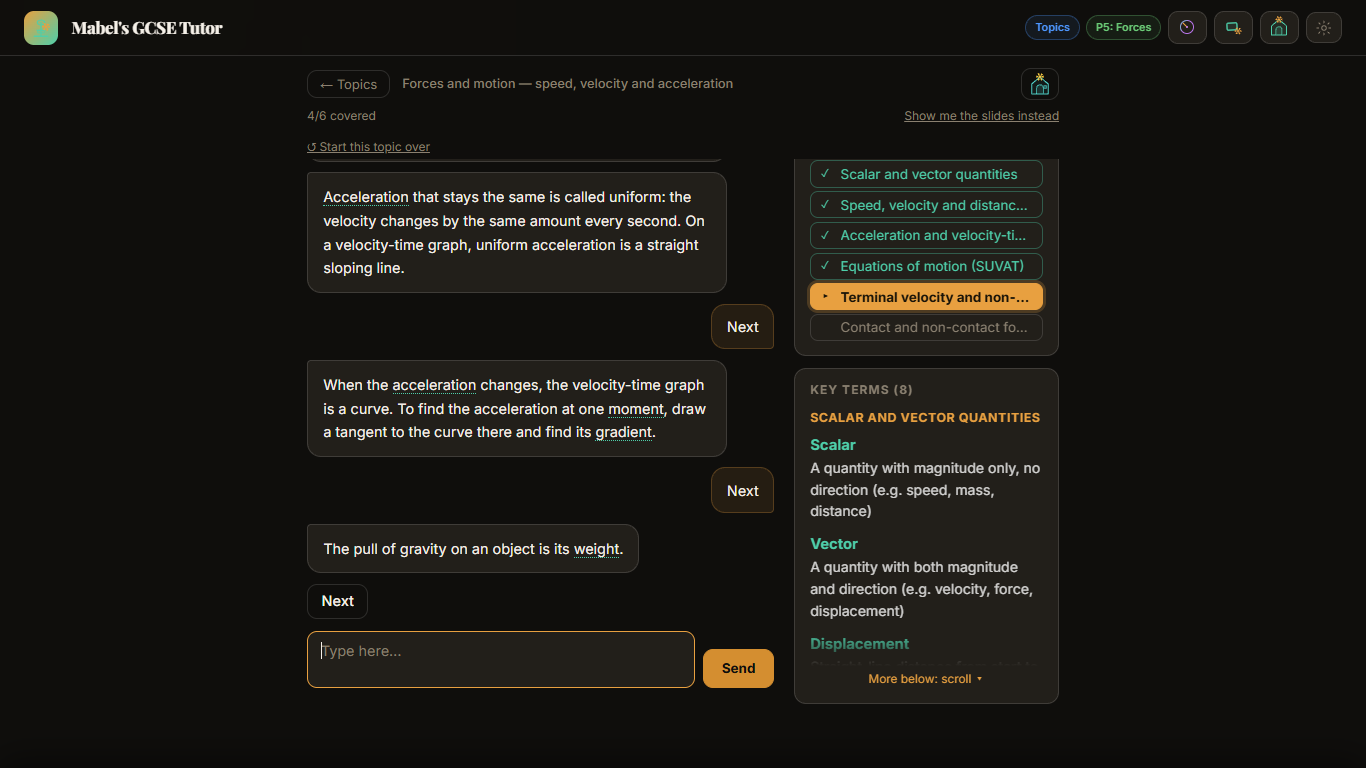 Mabel's GCSE Tutor
Topics
P5: Forces
← Topics
Forces and motion — speed, velocity and acceleration
4/6 covered
Show me the slides instead
↺ Start this topic over
Acceleration that stays the same is called uniform: the
velocity changes by the same amount every second. On
a velocity-time graph, uniform acceleration is a straight
sloping line.
Next
When the acceleration changes, the velocity-time graph
is a curve. To find the acceleration at one moment, draw
a tangent to the curve there and find its gradient.
Next
The pull of gravity on an object is its weight.
Next
Type here...
Send
✓ Scalar and vector quantities
✓ Speed, velocity and distanc...
✓ Acceleration and velocity-ti...
✓ Equations of motion (SUVAT)
▸ Terminal velocity and non-...
Contact and non-contact fo...
KEY TERMS (8)
SCALAR AND VECTOR QUANTITIES
Scalar
A quantity with magnitude only, no
direction (e.g. speed, mass,
distance)
Vector
A quantity with both magnitude
and direction (e.g. velocity, force,
displacement)
Displacement
More below: scroll ▾